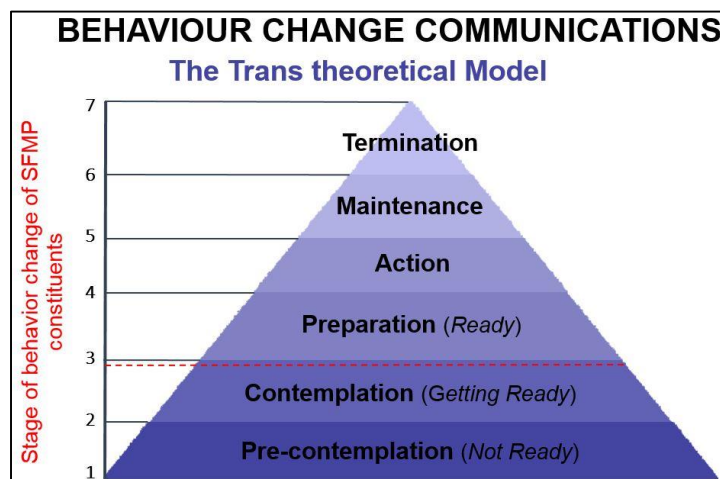 BEHAVIOUR CHANGE COMMUNICATIONS
The Trans theoretical Model
Stage of behavior change of SFMP
constituents
7
Termination
6
Maintenance
5
Action
4
Preparation (Ready)
3
Contemplation (Getting Ready)
2
Pre-contemplation (Not Ready)
1